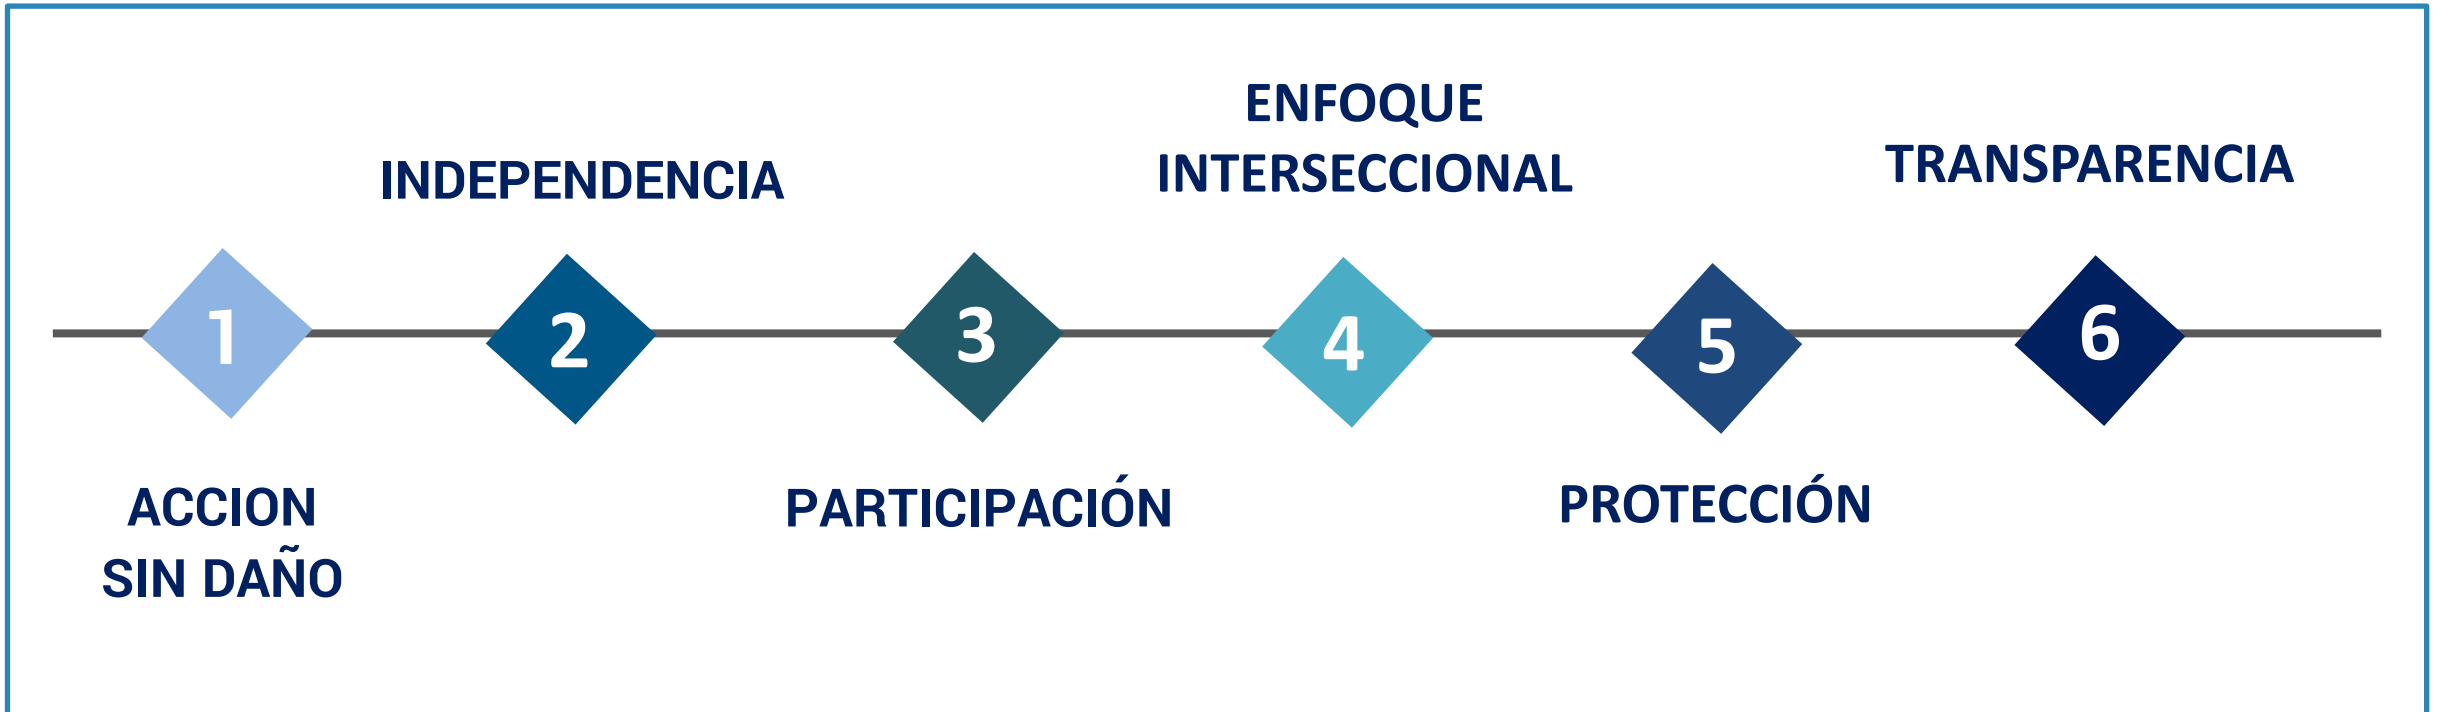 1
ACCION
SIN DAÑO
2
INDEPENDENCIA
3
PARTICIPACIÓN
4
ENFOQUE
INTERSECCIONAL
5
PROTECCIÓN
6
TRANSPARENCIA